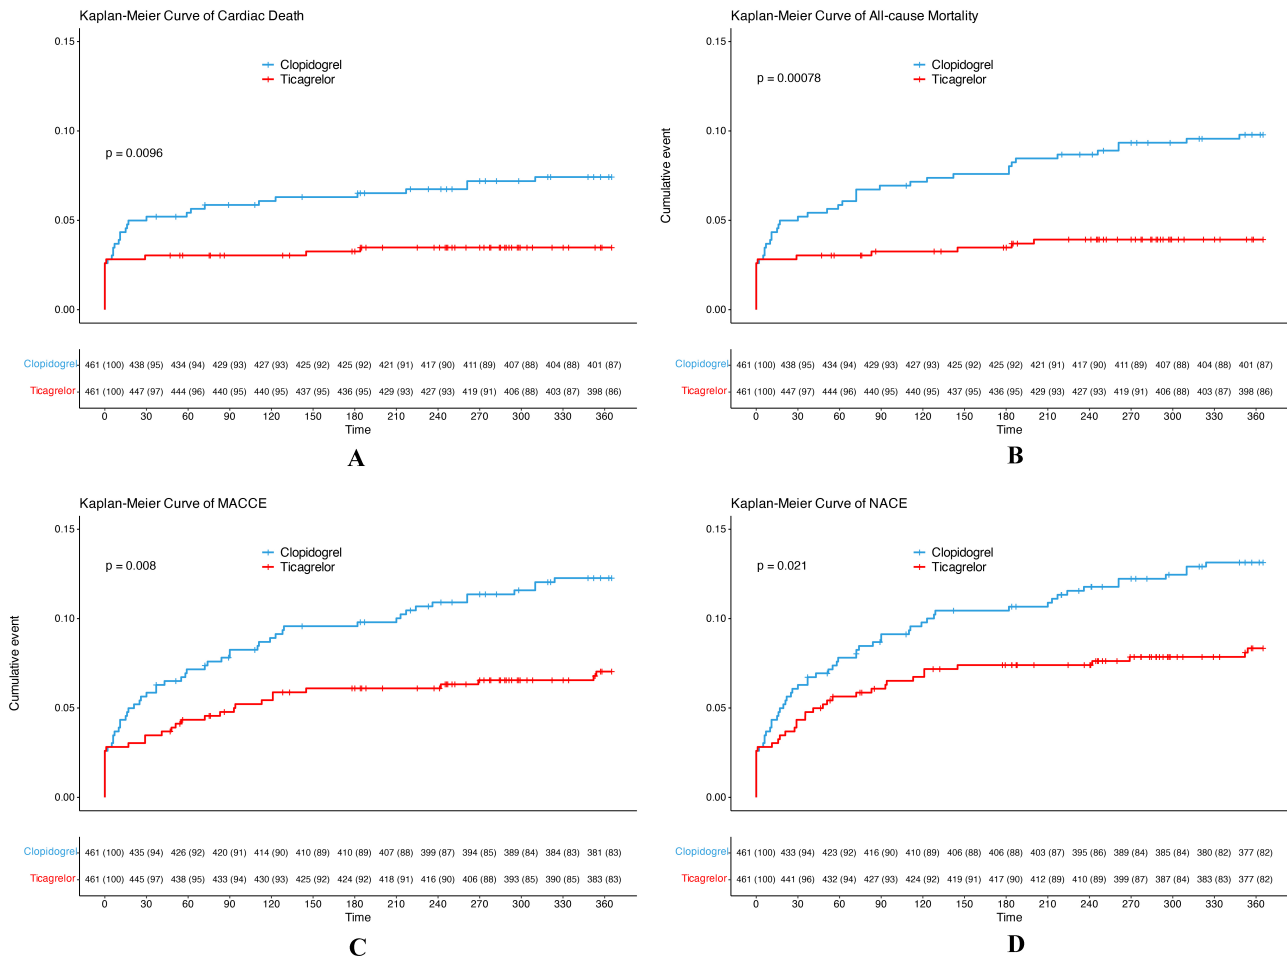 Kaplan-Meier Curve of Cardiac Death
0.15
0.10
0.05
0.00
Clopidogrel
Ticagrelor
p = 0.0096
Clopidogrel 461 (100) 438 (95) 434 (94) 429 (93) 427 (93) 425 (92) 425 (92) 421 (91) 417 (90) 411 (89) 407 (88) 404 (88) 401 (87)
Ticagrelor 461 (100) 447 (97) 444 (96) 440 (95) 440 (95) 437 (95) 436 (95) 429 (93) 427 (93) 419 (91) 406 (88) 403 (87) 398 (86)
0 30 60 90 120 150 180 210 240 270 300 330 360
Time
A
Kaplan-Meier Curve of All-cause Mortality
Cumulative event
0.15
0.10
0.05
0.00
Clopidogrel
Ticagrelor
p = 0.00078
Clopidogrel 461 (100) 438 (95) 434 (94) 429 (93) 427 (93) 425 (92) 425 (92) 421 (91) 417 (90) 411 (89) 407 (88) 404 (88) 401 (87)
Ticagrelor 461 (100) 447 (97) 444 (96) 440 (95) 440 (95) 437 (95) 436 (95) 429 (93) 427 (93) 419 (91) 406 (88) 403 (87) 398 (86)
0 30 60 90 120 150 180 210 240 270 300 330 360
Time
B
Kaplan-Meier Curve of MACCE
Cumulative event
0.15
0.10
0.05
0.00
Clopidogrel
Ticagrelor
p = 0.008
Clopidogrel 461 (100) 435 (94) 426 (92) 420 (91) 414 (90) 410 (89) 410 (89) 407 (88) 399 (87) 394 (85) 389 (84) 384 (83) 381 (83)
Ticagrelor 461 (100) 445 (97) 438 (95) 433 (94) 430 (93) 425 (92) 424 (92) 418 (91) 416 (90) 406 (88) 393 (85) 390 (85) 383 (83)
0 30 60 90 120 150 180 210 240 270 300 330 360
Time
C
Kaplan-Meier Curve of NACE
0.15
0.10
0.05
0.00
Clopidogrel
Ticagrelor
p = 0.021
Clopidogrel 461 (100) 433 (94) 423 (92) 416 (90) 410 (89) 406 (88) 406 (88) 403 (87) 395 (86) 389 (84) 385 (84) 380 (82) 377 (82)
Ticagrelor 461 (100) 441 (96) 432 (94) 427 (93) 424 (92) 419 (91) 417 (90) 412 (89) 410 (89) 399 (87) 387 (84) 383 (83) 377 (82)
0 30 60 90 120 150 180 210 240 270 300 330 360
Time
D